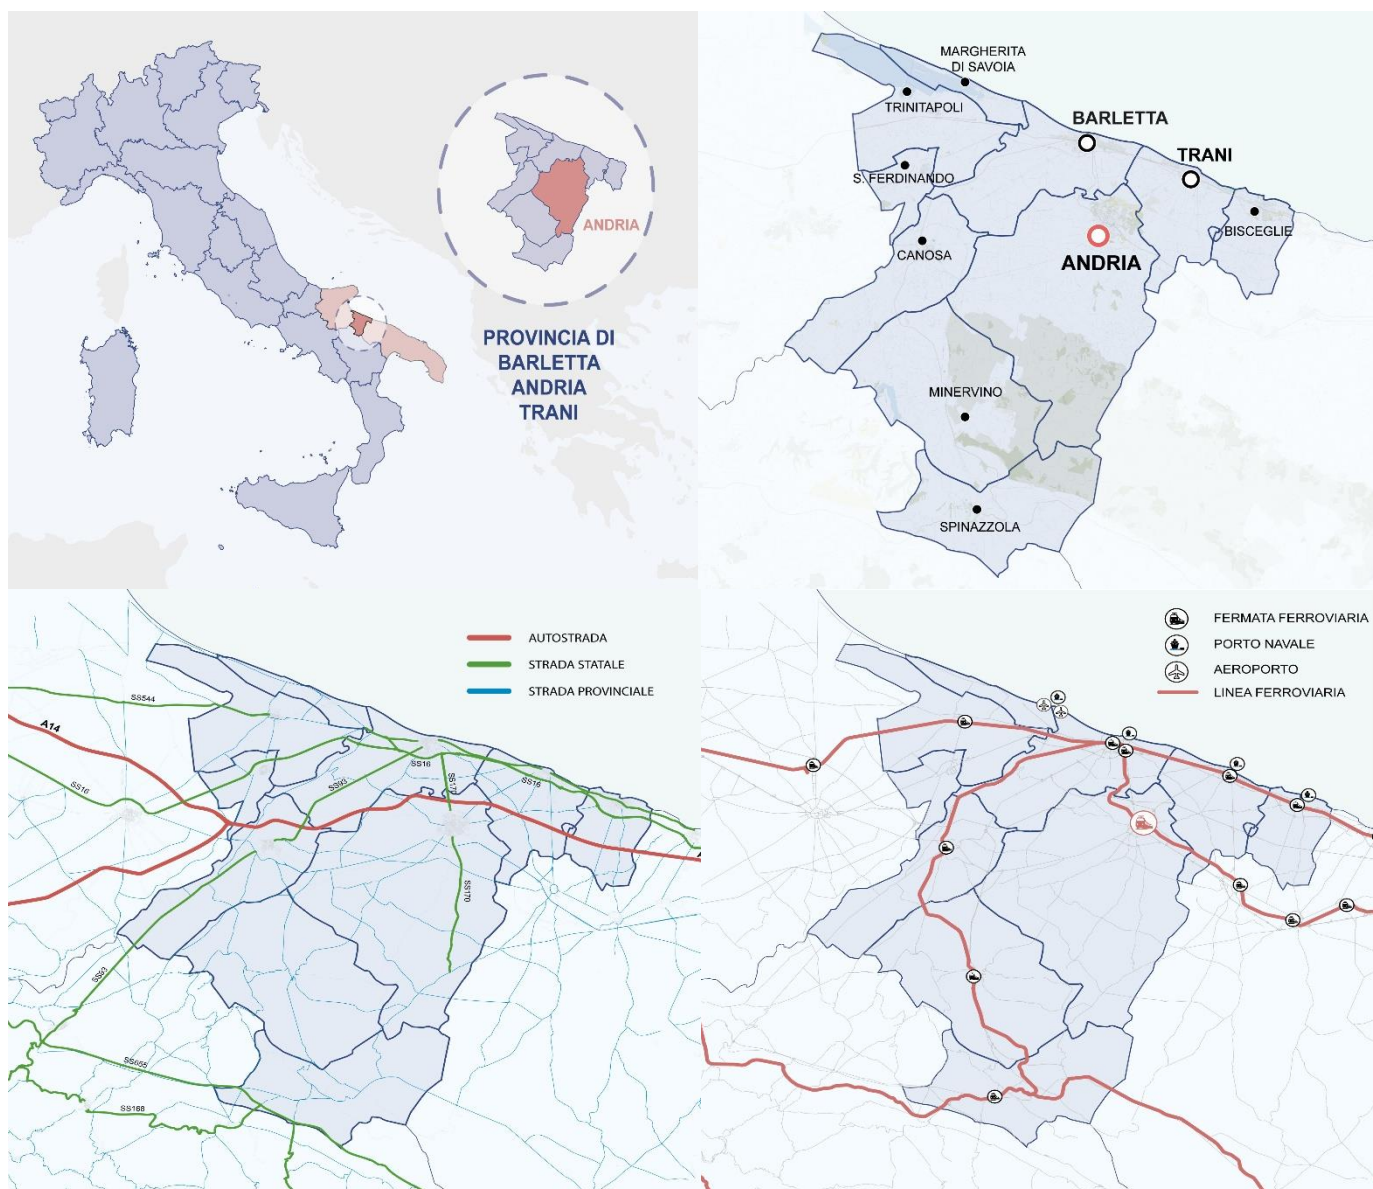 ANDRIA
PROVINCIA DI
BARLETTA
ANDRIA
TRANI
MARGHERITA
DI SAVOIA
TRINITAPOLI
BARLETTA
TRANI
S. FERDINANDO
BISCEGLIE
CANOSA
ANDRIA
MINERVINO
SPINAZZOLA
AUTOSTRADA
STRADA STATALE
STRADA PROVINCIALE
SS544
A14
SS16
SS16
SS93
SS16
SS170
SS93
SS655
SS168
FERMATA FERROVIARIA
PORTO NAVALE
AEROPORTO
LINEA FERROVIARIA